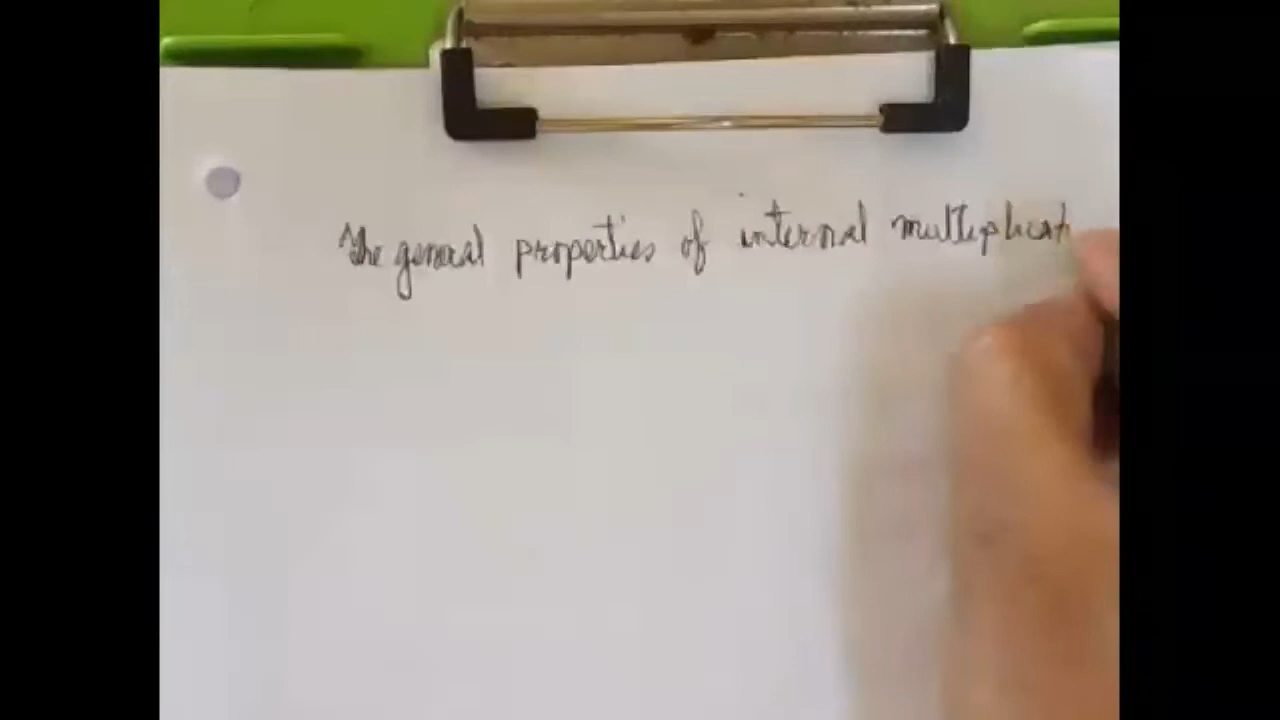 The general properties of internal multiplicat